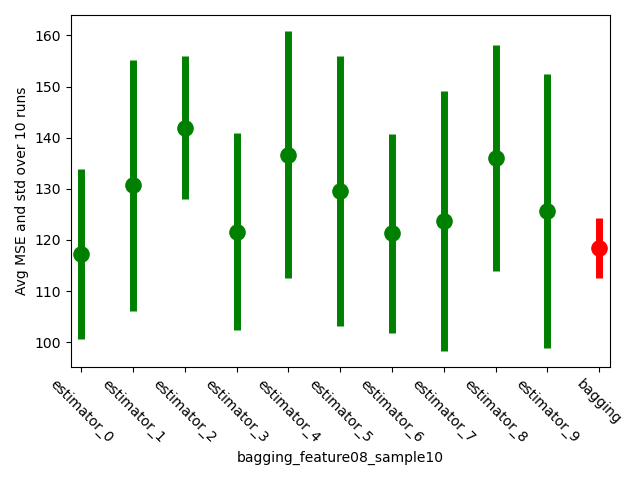 160
150
140
130
120
110
100
Avg MSE and std over 10 runs
estimator_0
estimator_1
estimator_2
estimator_3
estimator_4
estimator_5
estimator_6
estimator_7
estimator_8
estimator_9
bagging
bagging_feature08_sample10